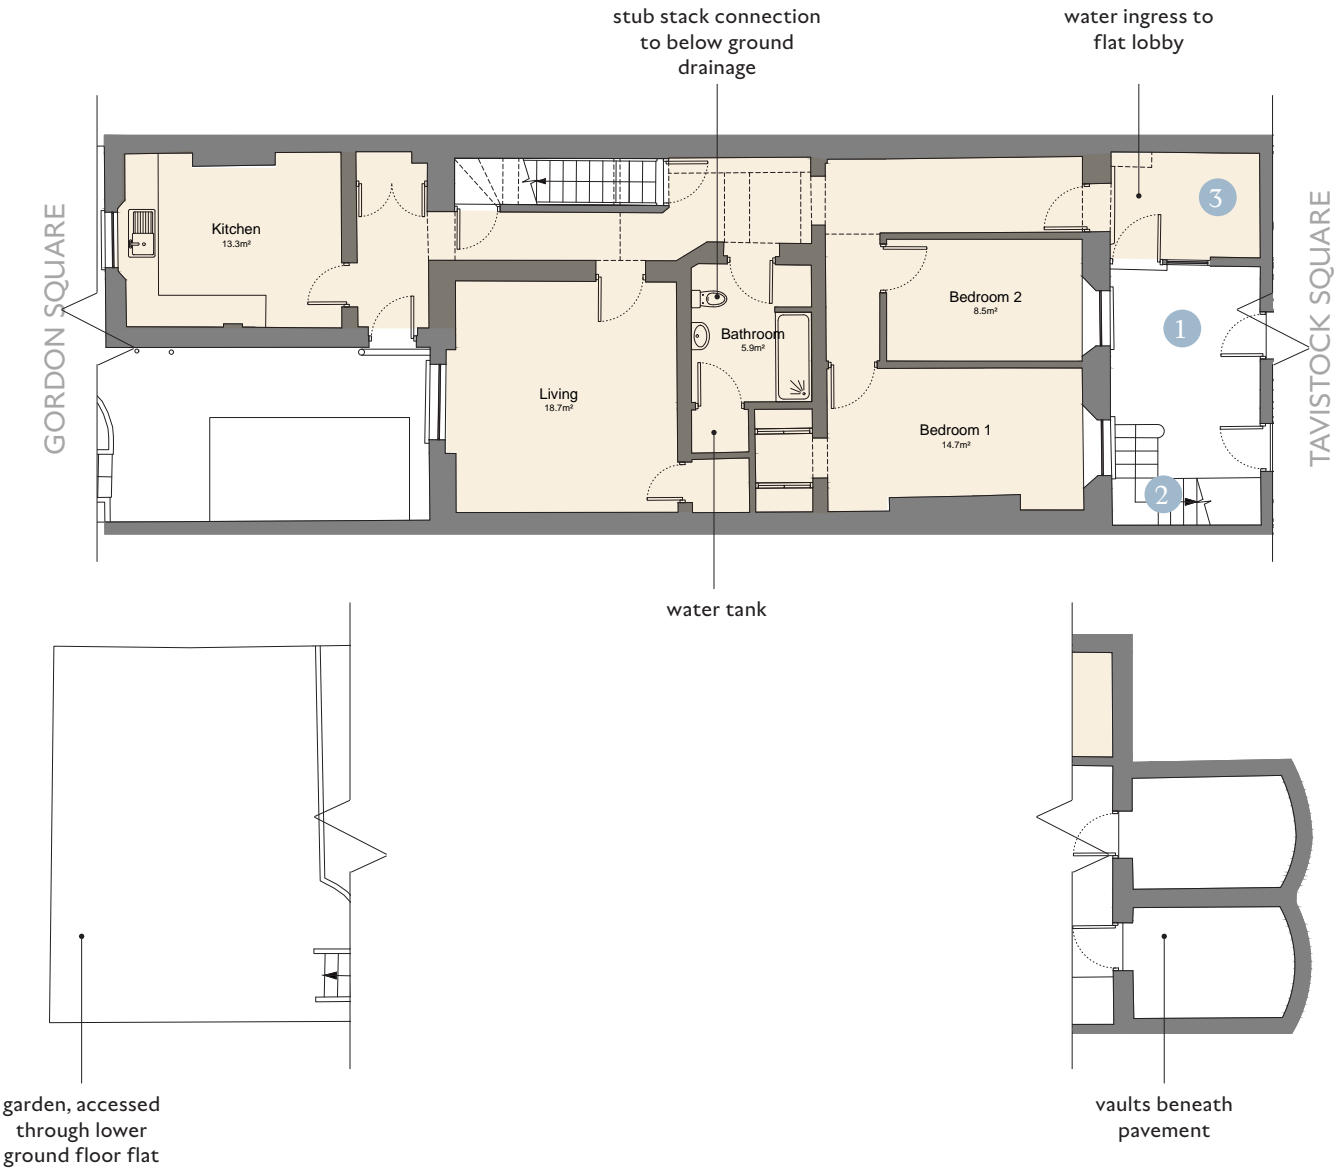 stub stack connection
to below ground
drainage
water ingress to
flat lobby
GORDON SQUARE
TAVISTOCK SQUARE
Kitchen
13.3m²
3
Bedroom 2
8.5m²
1
Bathroom
5.9m²
Living
18.7m²
Bedroom 1
14.7m²
2
water tank
garden, accessed
through lower
ground floor flat
vaults beneath
pavement